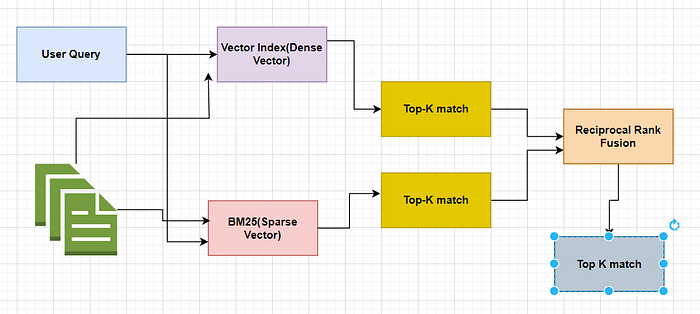 User Query
Vector Index(Dense
Vector)
Top-K match
Reciprocal Rank
Fusion
BM25(Sparse
Vector)
Top-K match
Top K match